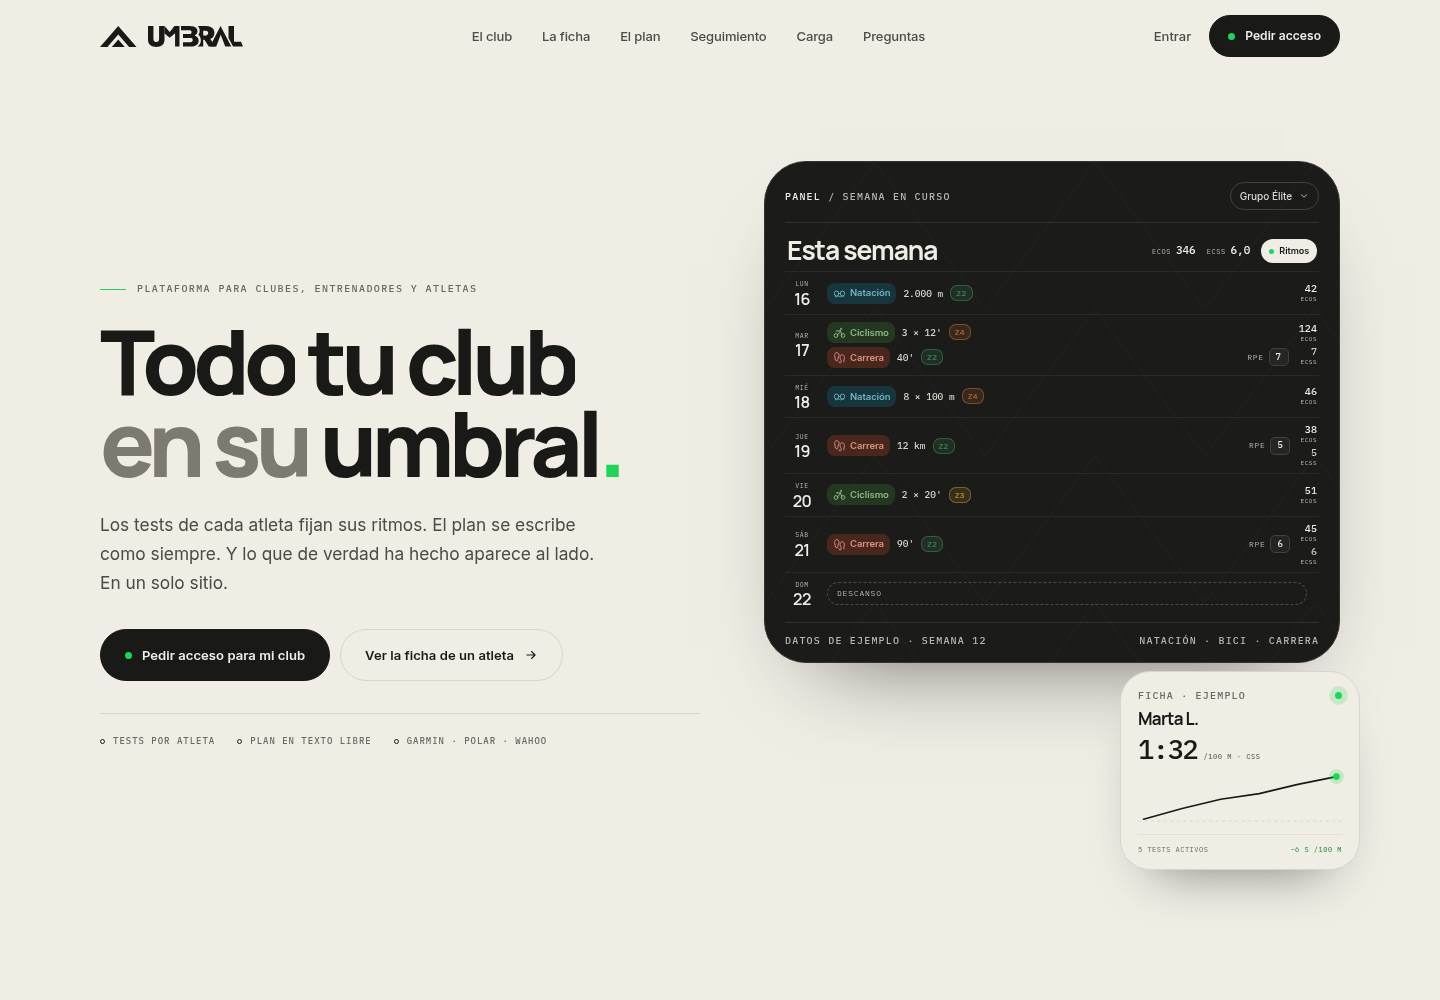 UMBRAL
El club La ficha El plan Seguimiento Carga Preguntas
Entrar Pedir acceso
PLATAFORMA PARA CLUBES, ENTRENADORES Y ATLETAS
Todo tu club
en su umbral.
Los tests de cada atleta fijan sus ritmos. El plan se escribe
como siempre. Y lo que de verdad ha hecho aparece al lado.
En un solo sitio.
Pedir acceso para mi club
Ver la ficha de un atleta →
TESTS POR ATLETA PLAN EN TEXTO LIBRE GARMIN · POLAR · WAHOO
PANEL / SEMANA EN CURSO
Grupo Élite
Esta semana
ECOS 346 ECSS 6,0 Ritmos
LUN
16
Natación 2.000 m Z2
42
ECOS
MAR
17
Ciclismo 3 × 12' Z4
124
ECOS
Carrera 40' Z2
RPE 7
7
ECSS
MIÉ
18
Natación 8 × 100 m Z4
46
ECOS
JUE
19
Carrera 12 km Z2
RPE 5
38
ECOS
5
ECSS
VIE
20
Ciclismo 2 × 20' Z3
51
ECOS
SÁB
21
Carrera 90' Z2
RPE 6
45
ECOS
6
ECSS
DOM
22
DESCANSO
DATOS DE EJEMPLO · SEMANA 12
NATACIÓN · BICI · CARRERA
FICHA · EJEMPLO
Marta L.
1:32 /100 M · CSS
5 TESTS ACTIVOS
−6 S /100 M